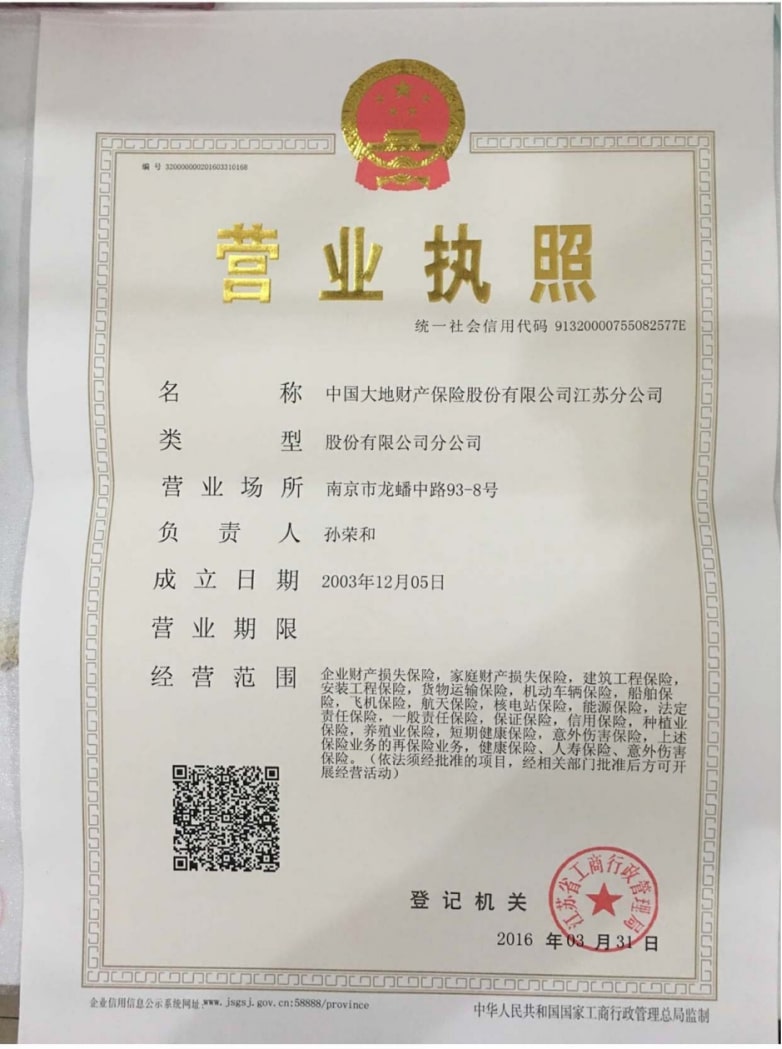 编 号 320000000201603310168
营业执照
统一社会信用代码 91320000755082577E
名称 中国大地财产保险股份有限公司江苏分公司
类型 股份有限公司分公司
营业场所 南京市龙蟠中路93-8号
负责人 孙荣和
成立日期 2003年12月05日
营业期限
经营范围 企业财产损失保险，家庭财产损失保险，建筑工程保险，
安装工程保险，货物运输保险，机动车辆保险，船舶保
险，飞机保险，航天保险，核电站保险，能源保险，法定
责任保险，一般责任保险，保证保险，信用保险，种植业
保险，养殖业保险，短期健康保险，意外伤害保险，上述
保险业务的再保险业务，健康保险、人寿保险、意外伤害
保险。（依法须经批准的项目，经相关部门批准后方可开
展经营活动）
登记机关
江苏省工商行政管理局
2016 年 03 月 31 日
企业信用信息公示系统网址:www.jsgsj.gov.cn:58888/province
中华人民共和国国家工商行政管理总局监制